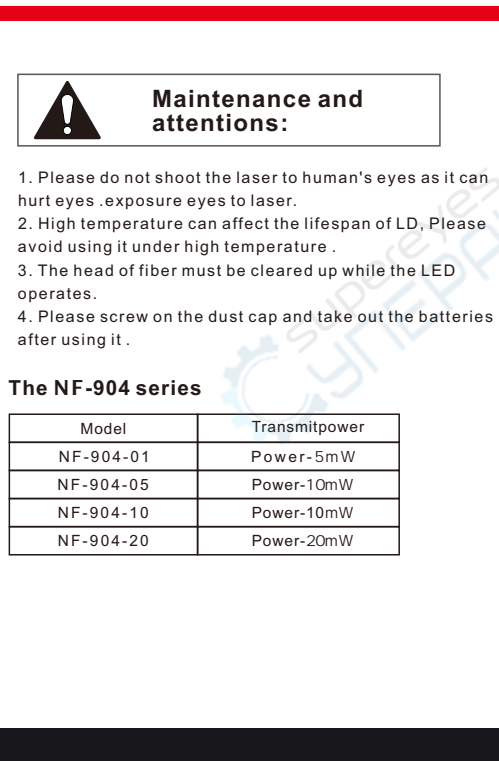 Maintenance and
attentions:
1. Please do not shoot the laser to human's eyes as it can
hurt eyes .exposure eyes to laser.
2. High temperature can affect the lifespan of LD, Please
avoid using it under high temperature .
3. The head of fiber must be cleared up while the LED
operates.
4. Please screw on the dust cap and take out the batteries
after using it .
The NF-904 series
Model Transmitpower
NF-904-01 Power-5mW
NF-904-05 Power-10mW
NF-904-10 Power-10mW
NF-904-20 Power-20mW
supereyes
СУПЕР